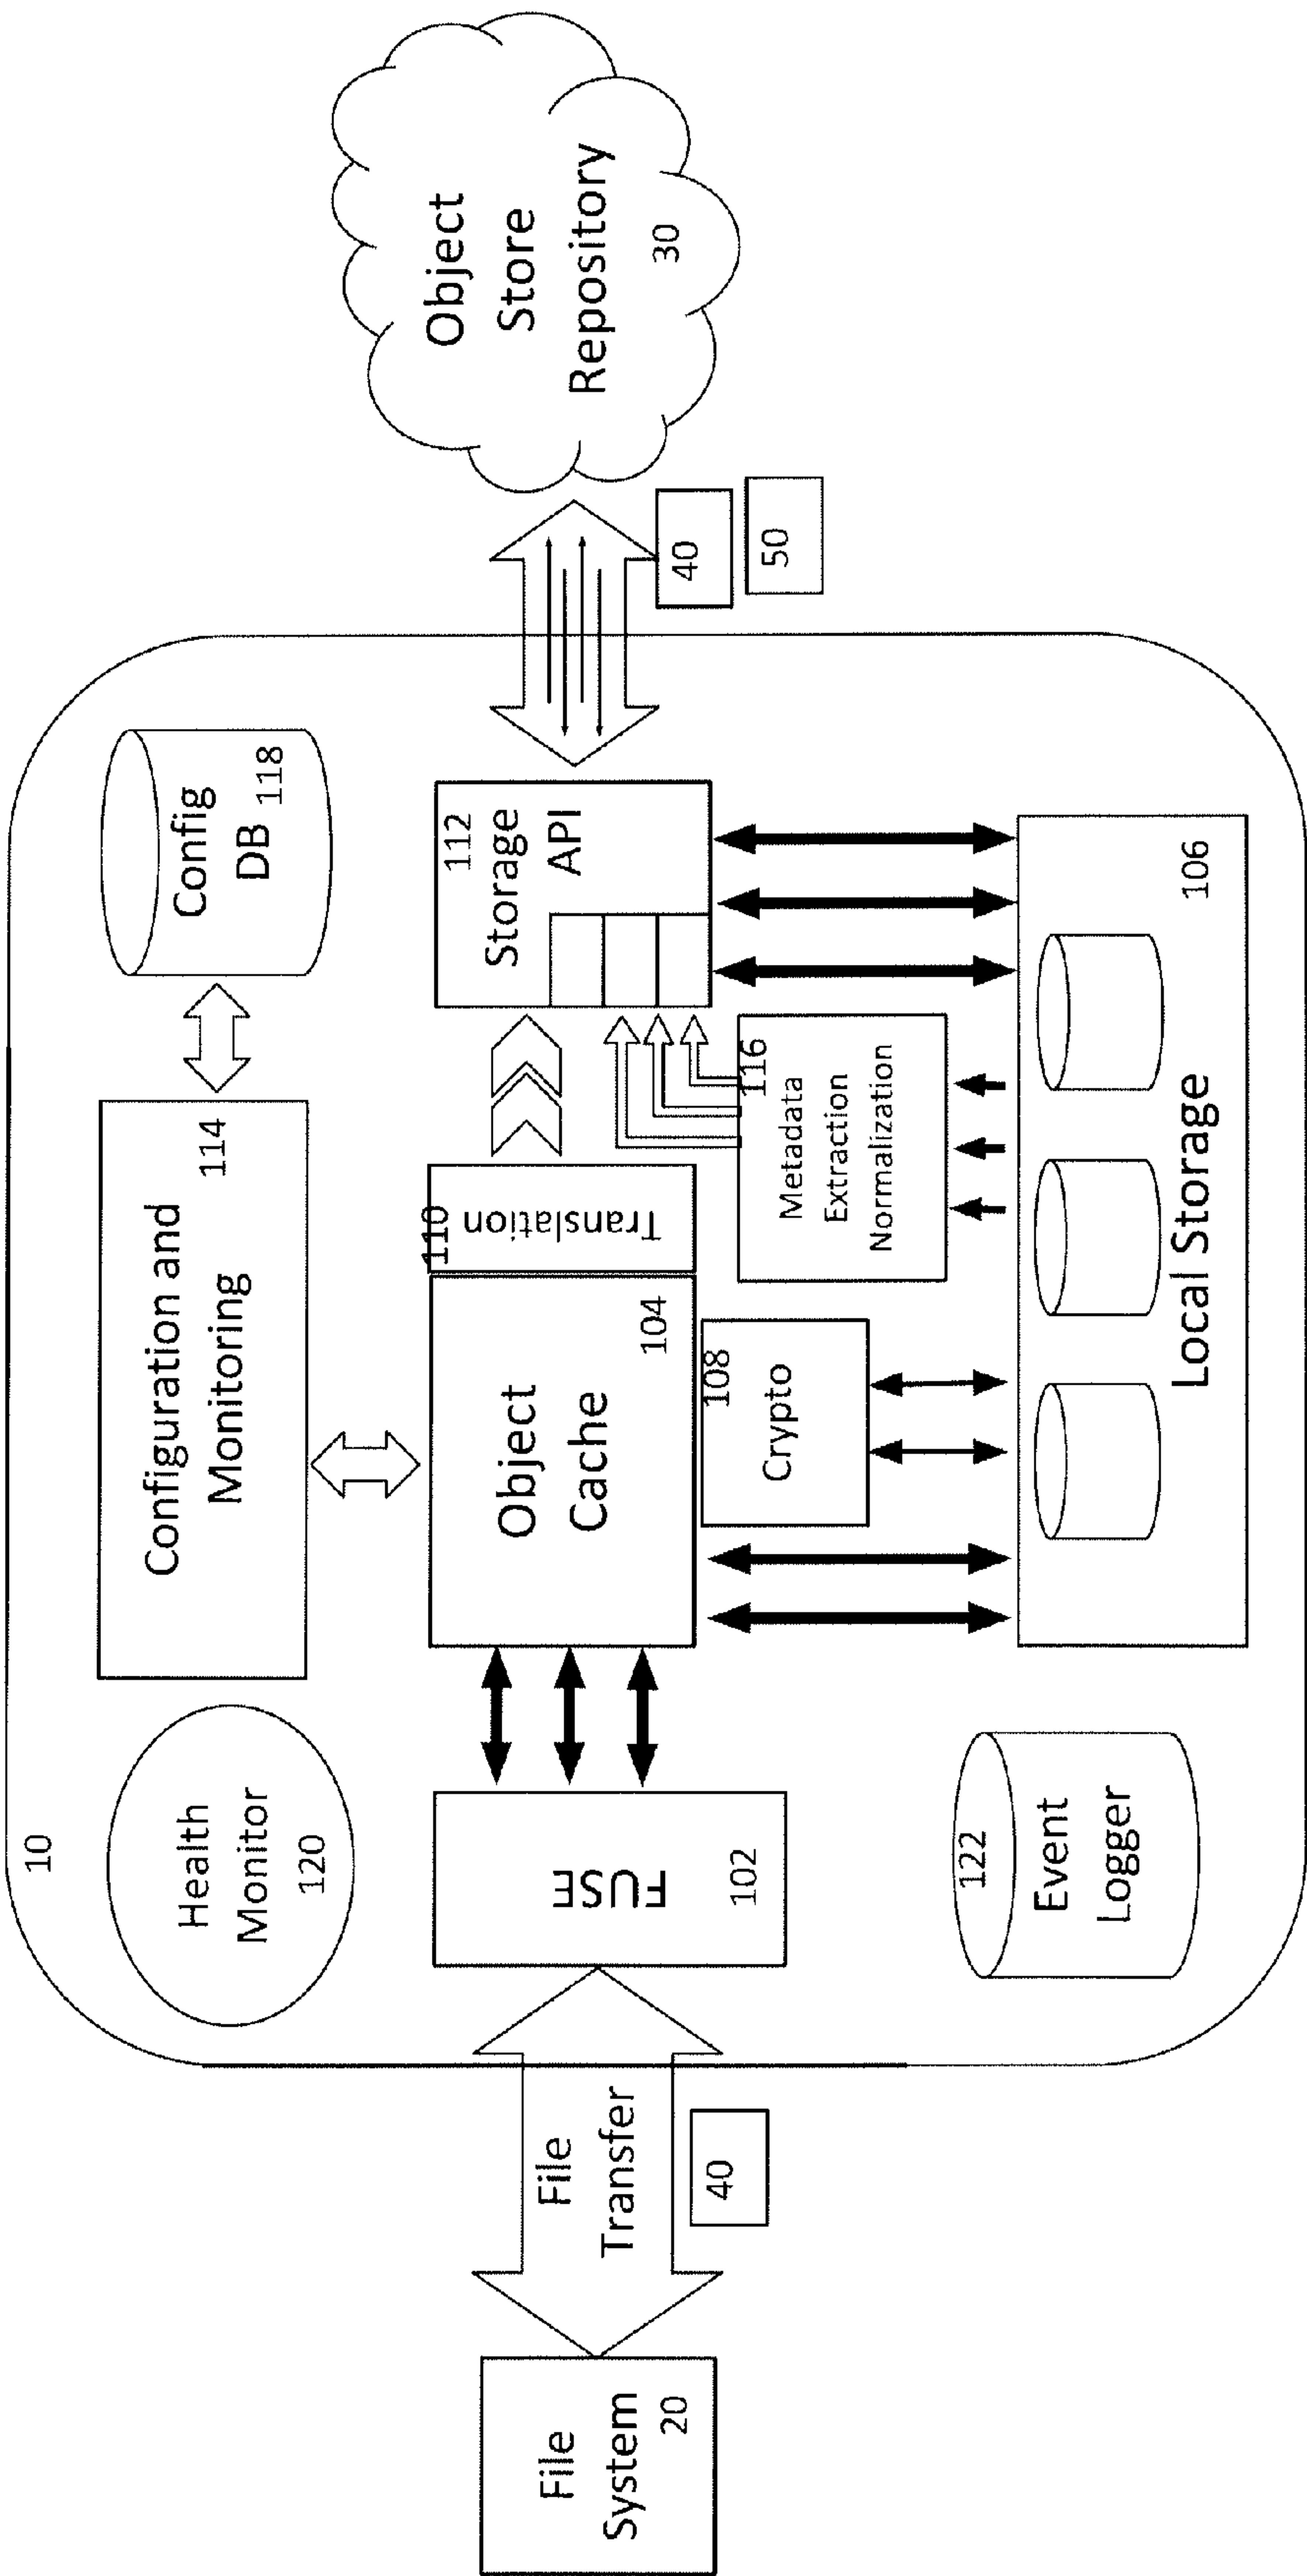 10
Health
Monitor
120
Configuration and
Monitoring
114
Config
DB
118
File
System
20
File
Transfer
40
FUSE
102
Object
Cache
104
110
Translation
112
Storage
API
40
50
Object
Store
Repository
30
108
Crypto
116
Metadata
Extraction
Normalization
122
Event
Logger
Local Storage
106